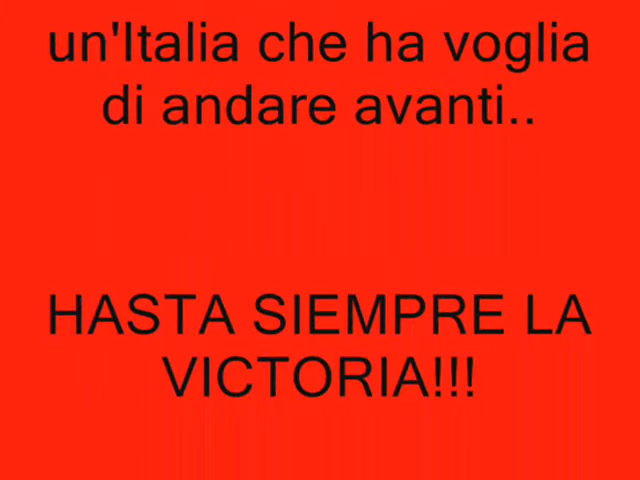 un'Italia che ha voglia
di andare avanti..
HASTA SIEMPRE LA
VICTORIA!!!